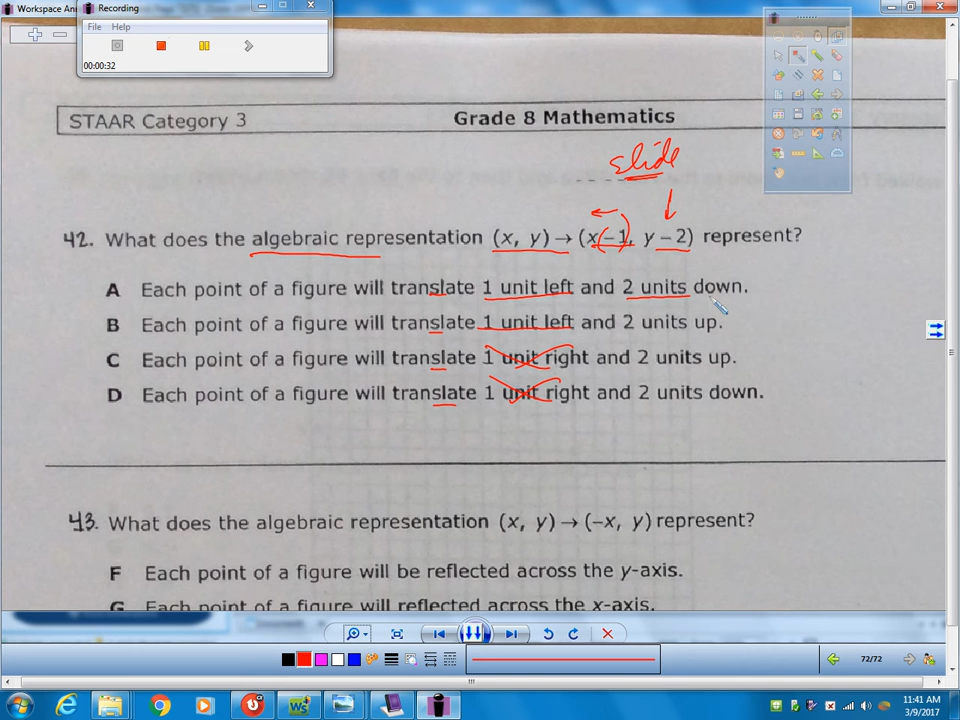 Workspace Ann
Recording
File Help
00:00:32
STAAR Category 3
Grade 8 Mathematics
slide
42. What does the algebraic representation (x, y) → (x − 1, y − 2) represent?
A Each point of a figure will translate 1 unit left and 2 units down.
B Each point of a figure will translate 1 unit left and 2 units up.
C Each point of a figure will translate 1 unit right and 2 units up.
D Each point of a figure will translate 1 unit right and 2 units down.
43. What does the algebraic representation (x, y) → (−x, y) represent?
F Each point of a figure will be reflected across the y-axis.
G Each point of a figure will reflected across the x-axis.
72/72
11:41 AM
3/9/2017